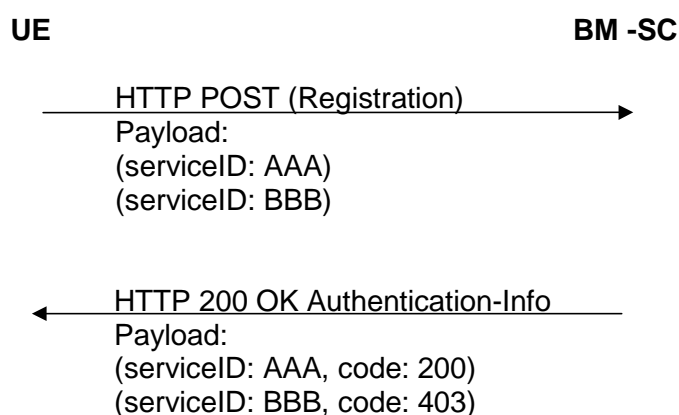 UE
BM -SC
HTTP POST (Registration)
Payload:
(serviceID: AAA)
(serviceID: BBB)
HTTP 200 OK Authentication-Info
Payload:
(serviceID: AAA, code: 200)
(serviceID: BBB, code: 403)